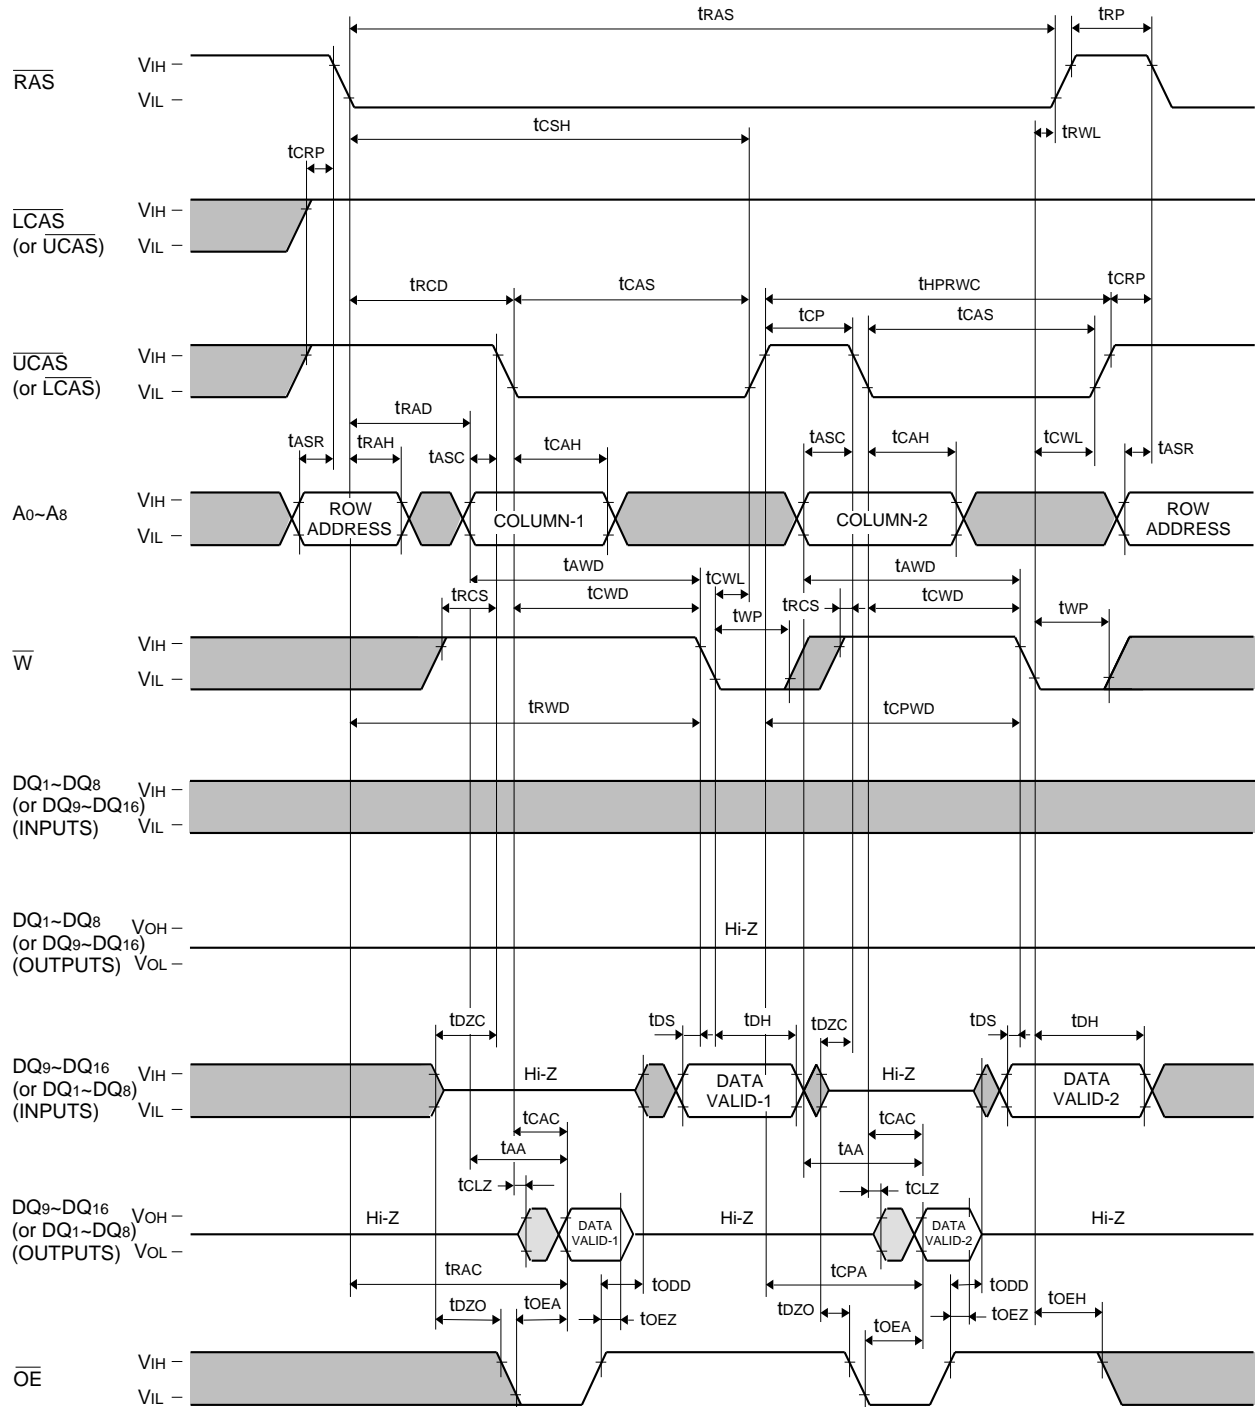 tRAS
tRP
RAS
VIH
VIL
tCSH
tRWL
tCRP
LCAS
(or UCAS)
VIH
VIL
tRCD
tCAS
tHPRWC
tCRP
tCP
tCAS
UCAS
(or LCAS)
VIH
VIL
tRAD
tASR
tRAH
tASC
tCAH
tASC
tCAH
tCWL
tASR
A0~A8
VIH
VIL
ROW
ADDRESS
COLUMN-1
COLUMN-2
ROW
ADDRESS
tAWD
tCWL
tAWD
tRCS
tCWD
tWP
tRCS
tCWD
tWP
W
VIH
VIL
tRWD
tCPWD
DQ1~DQ8
(or DQ9~DQ16)
(INPUTS)
VIH
VIL
DQ1~DQ8
(or DQ9~DQ16)
(OUTPUTS)
VOH
VOL
Hi-Z
tDZC
tDS
tDH
tDZC
tDS
tDH
DQ9~DQ16
(or DQ1~DQ8)
(INPUTS)
VIH
VIL
Hi-Z
DATA
VALID-1
Hi-Z
DATA
VALID-2
tCAC
tCAC
tAA
tAA
tCLZ
tCLZ
DQ9~DQ16
(or DQ1~DQ8)
(OUTPUTS)
VOH
VOL
Hi-Z
DATA
VALID-1
Hi-Z
DATA
VALID-2
Hi-Z
tRAC
tODD
tCPA
tODD
tDZO
tOEA
tOEZ
tDZO
tOEA
tOEZ
tOEH
OE
VIH
VIL